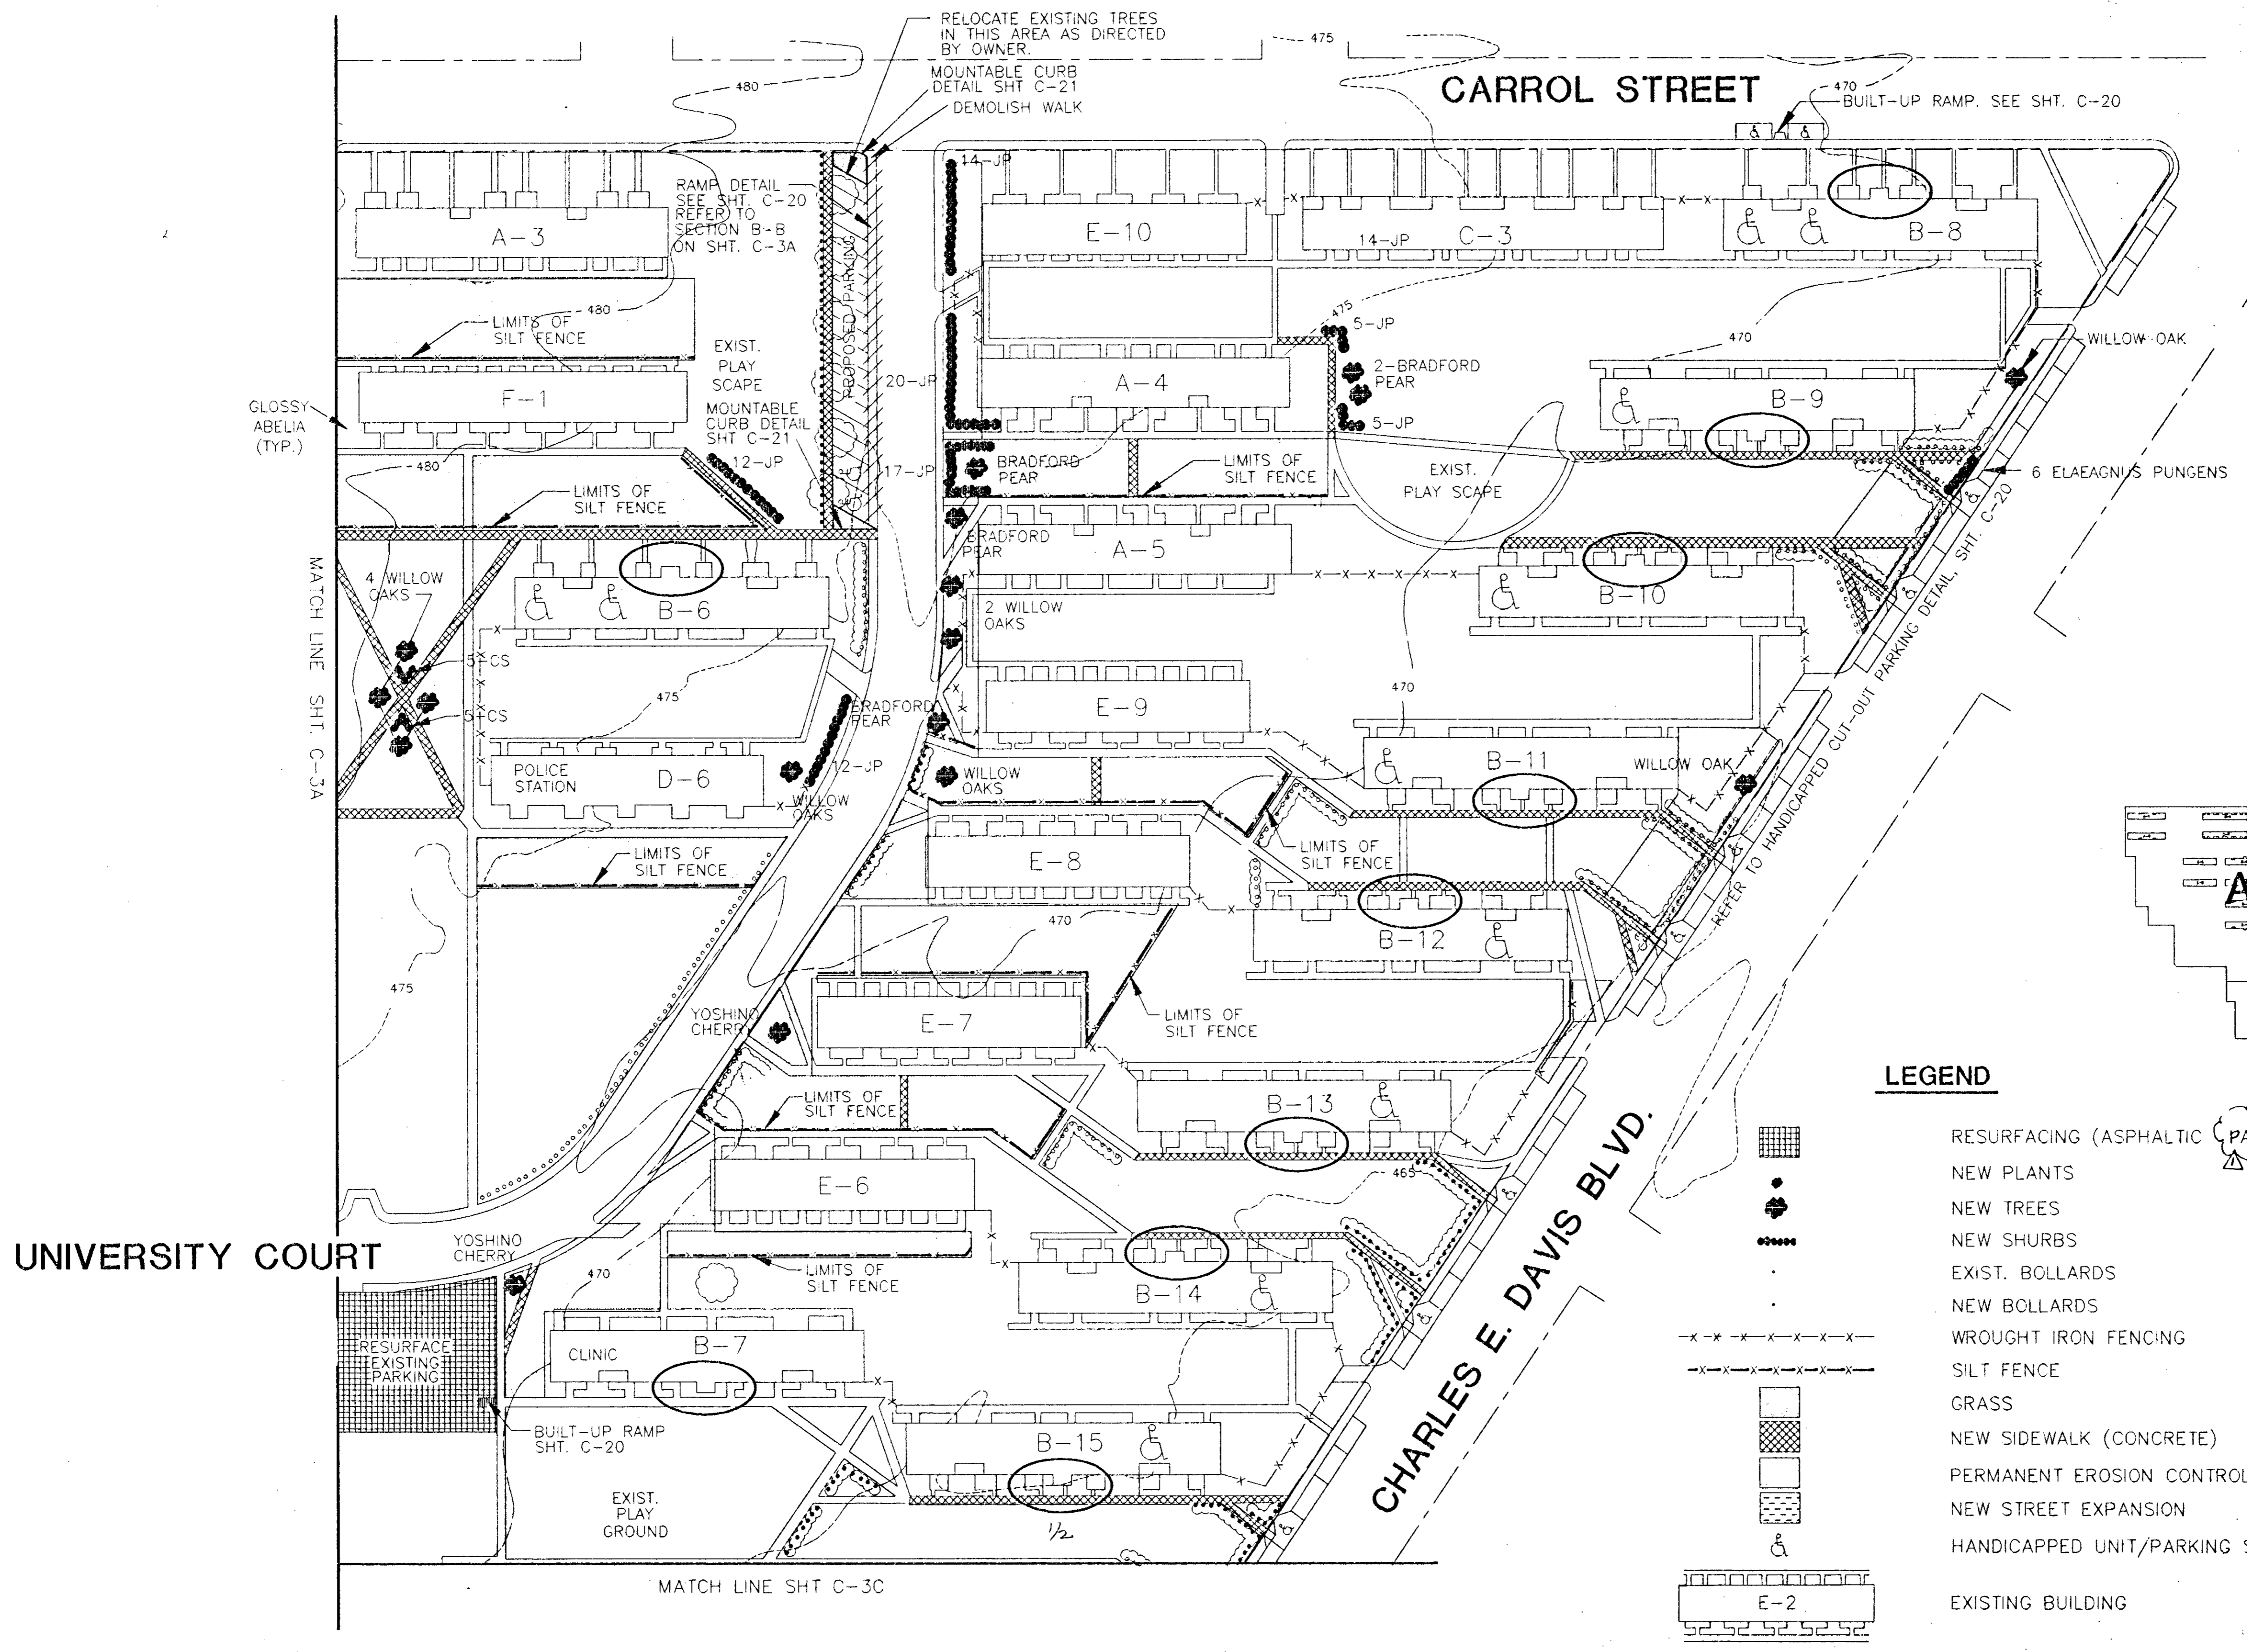 RELOCATE EXISTING TREES
IN THIS AREA AS DIRECTED
BY OWNER.
MOUNTABLE CURB
DETAIL SHT C-21
DEMOLISH WALK
475
480
CARROL STREET
470
BUILT-UP RAMP. SEE SHT. C-20
14-JP
RAMP DETAIL
SEE SHT. C-20
REFER TO
SECTION B-B
ON SHT. C-3A
A-3
E-10
14-JP
C-3
B-8
PROPOSED PARKING
480
LIMITS OF
SILT FENCE
EXIST.
PLAY
SCAPE
475
5-JP
470
WILLOW OAK
2-BRADFORD
PEAR
20-JP
A-4
F-1
B-9
GLOSSY
ABELIA
(TYP.)
MOUNTABLE
CURB DETAIL
SHT C-21
5-JP
480
12-JP
17-JP
BRADFORD
PEAR
LIMITS OF
SILT FENCE
EXIST.
PLAY SCAPE
6 ELAEAGNUS PUNGENS
LIMITS OF
SILT FENCE
BRADFORD
PEAR
A-5
MATCH LINE SHT. C-3A
4 WILLOW
OAKS
B-6
2 WILLOW
OAKS
B-10
REFER TO HANDICAPPED CUT-OUT PARKING DETAIL, SHT. C-20
5-CS
475
470
5-CS
BRADFORD
PEAR
E-9
POLICE
STATION
D-6
12-JP
WILLOW
OAKS
WILLOW
OAKS
B-11
WILLOW OAK
LIMITS OF
SILT FENCE
E-8
LIMITS OF
SILT FENCE
470
B-12
A
475
YOSHINO
CHERRY
E-7
LIMITS OF
SILT FENCE
LIMITS OF
SILT FENCE
B-13
465
E-6
CHARLES E. DAVIS BLVD.
UNIVERSITY COURT
YOSHINO
CHERRY
470
LIMITS OF
SILT FENCE
B-14
RESURFACE
EXISTING
PARKING
CLINIC
B-7
BUILT-UP RAMP
SHT. C-20
B-15
EXIST.
PLAY
GROUND
1/2
MATCH LINE SHT C-3C
LEGEND
RESURFACING (ASPHALTIC PA
NEW PLANTS
NEW TREES
NEW SHURBS
EXIST. BOLLARDS
NEW BOLLARDS
WROUGHT IRON FENCING
SILT FENCE
GRASS
NEW SIDEWALK (CONCRETE)
PERMANENT EROSION CONTROL
NEW STREET EXPANSION
HANDICAPPED UNIT/PARKING S
E-2
EXISTING BUILDING